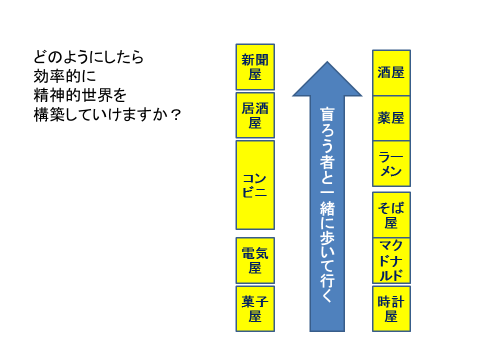 どのようにしたら
効率的に
精神的世界を
構築していけますか？
新聞
屋
居酒
屋
コン
ビニ
電気
屋
菓子
屋
盲ろう者と一緒に歩いて行く
酒屋
薬屋
ラー
メン
そば
屋
マク
ドナ
ルド
時計
屋